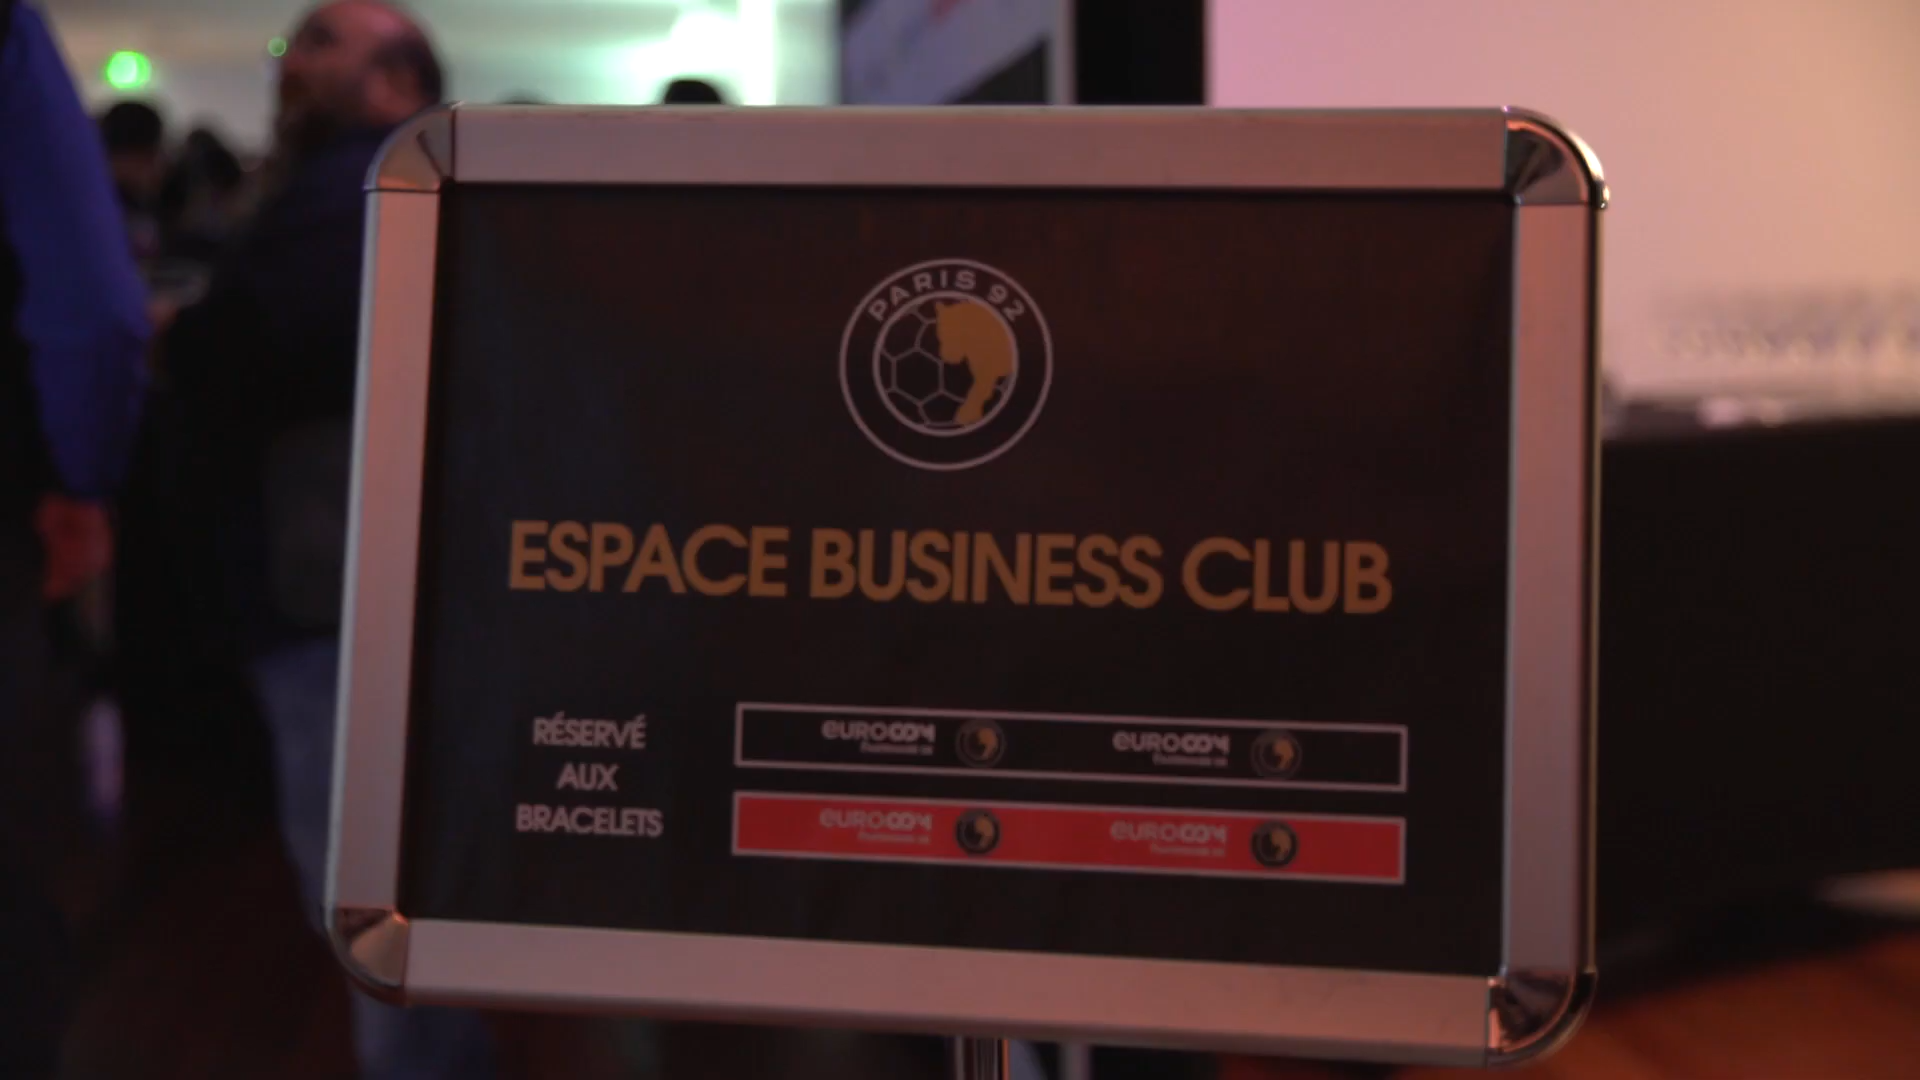 PARIS 92
ESPACE BUSINESS CLUB
RÉSERVÉ
AUX
BRACELETS